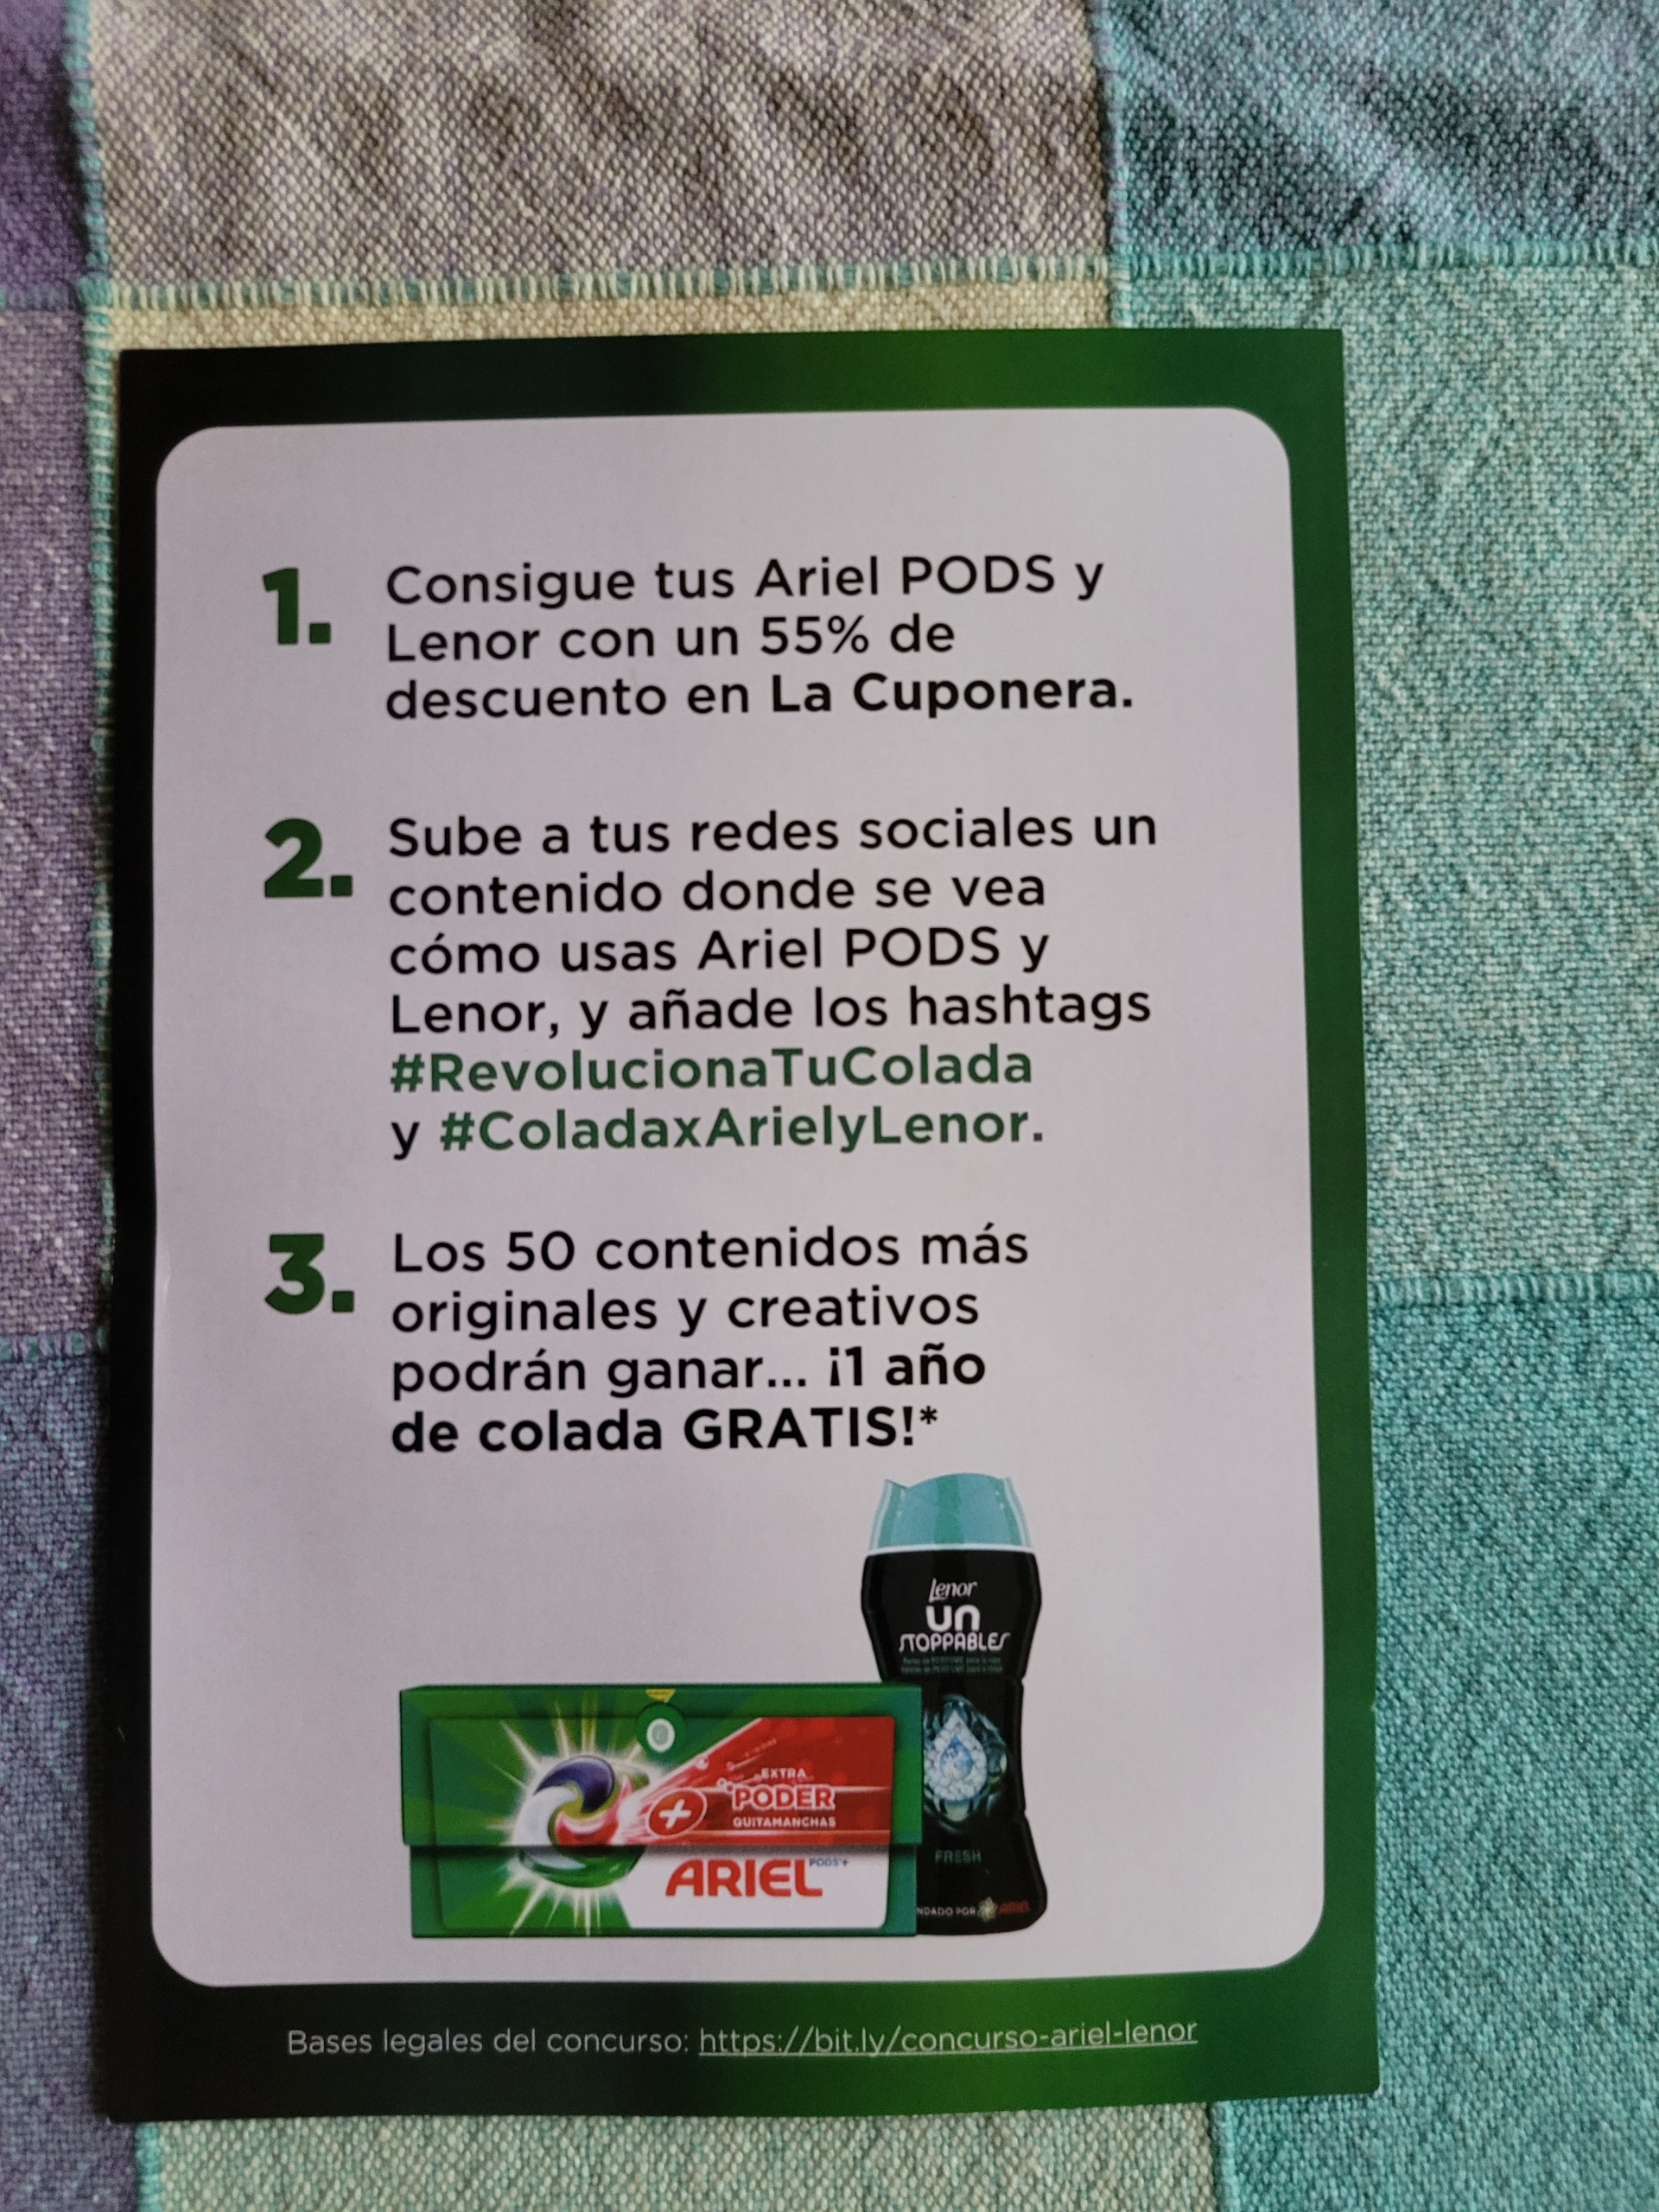 1. Consigue tus Ariel PODS y
Lenor con un 55% de
descuento en La Cuponera.
2. Sube a tus redes sociales un
contenido donde se vea
cómo usas Ariel PODS y
Lenor, y añade los hashtags
#RevolucionaTuColada
y #ColadaxArielyLenor.
3. Los 50 contenidos más
originales y creativos
podrán ganar... ¡1 año
de colada GRATIS!*
Lenor
UN
STOPPABLES
EXTRA
PODER
QUITAMANCHAS
ARIEL PODS+
FRESH
NDADO POR ARIEL
Bases legales del concurso: https://bit.ly/concurso-ariel-lenor